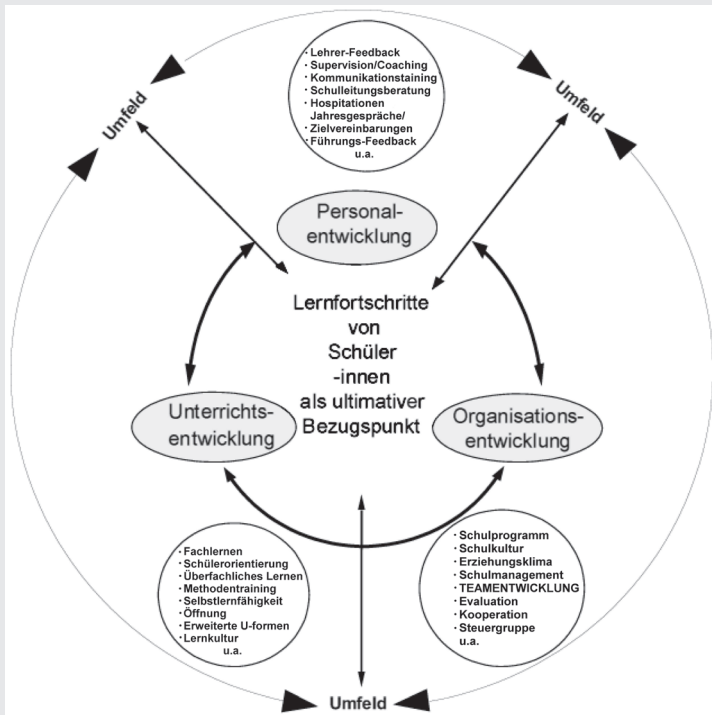 · Lehrer-Feedback
· Supervision/Coaching
· Kommunikationstaining
· Schulleitungsberatung
· Hospitationen
Jahresgespräche/
· Zielvereinbarungen
· Führungs-Feedback
u.a.
Umfeld
Umfeld
Personal-
entwicklung
Lernfortschritte
von
Schüler
-innen
als ultimativer
Bezugspunkt
Unterrichts-
entwicklung
Organisations-
entwicklung
· Fachlernen
· Schülerorientierung
· Überfachliches Lernen
· Methodentraining
· Selbstlernfähigkeit
· Öffnung
· Erweiterte U-formen
· Lernkultur
u.a.
· Schulprogramm
· Schulkultur
· Erziehungsklima
· Schulmanagement
· TEAMENTWICKLUNG
· Evaluation
· Kooperation
· Steuergruppe
u.a.
Umfeld